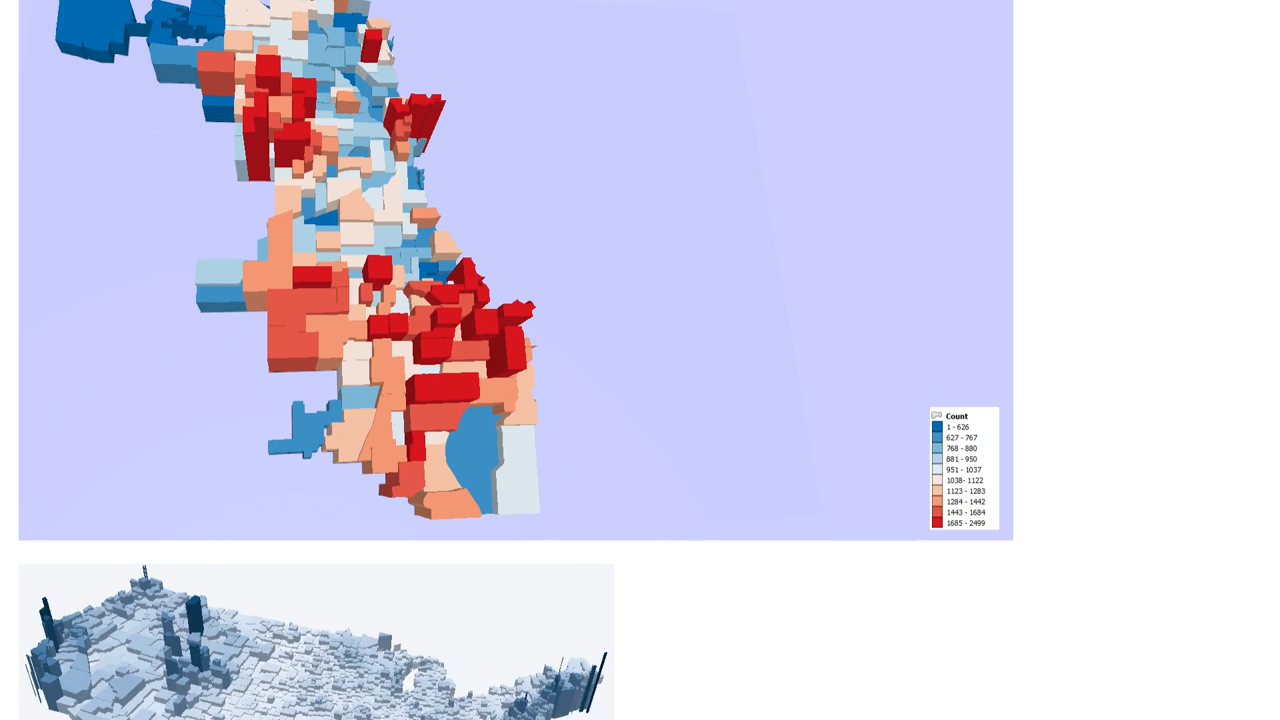 Count
1 - 626
627 - 767
768 - 880
881 - 950
951 - 1037
1038- 1122
1123 - 1283
1284 - 1442
1443 - 1684
1685 - 2499